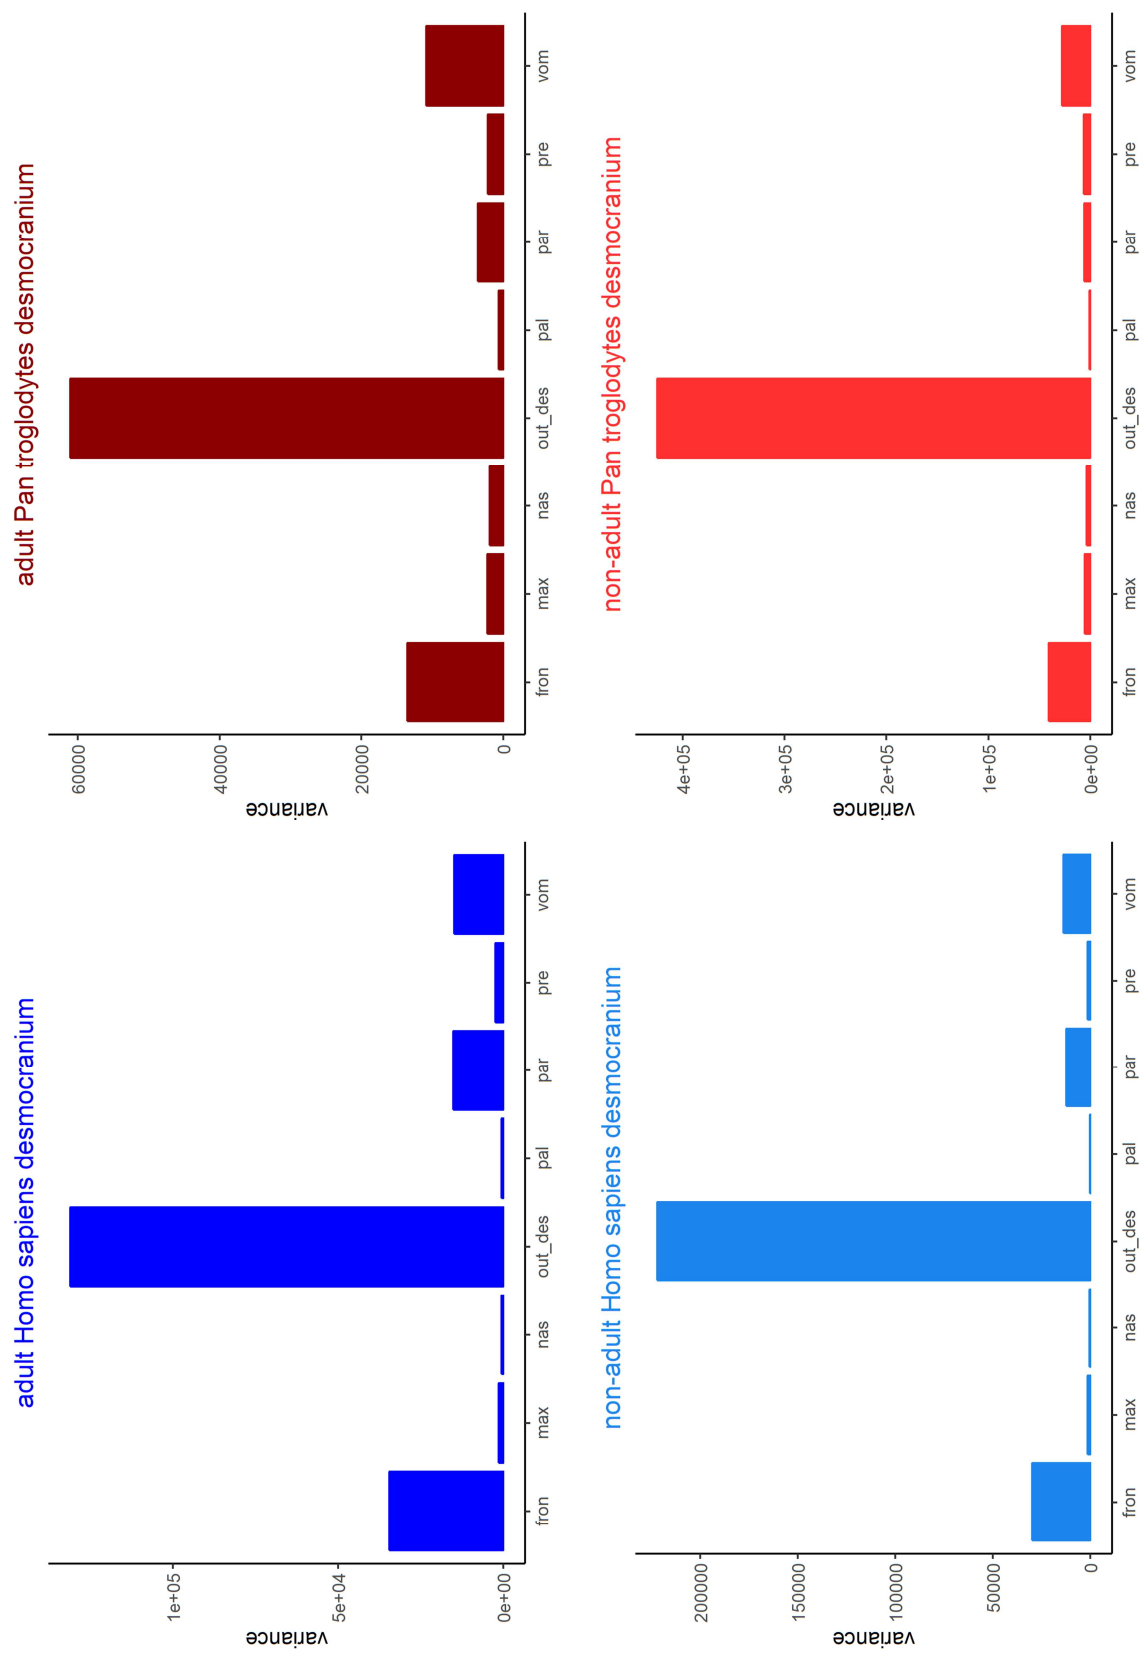 adult Homo sapiens desmocranium
variance
1e+05
5e+04
0e+00
fron max nas out_des pal par pre vom
adult Pan troglodytes desmocranium
variance
60000
40000
20000
0
fron max nas out_des pal par pre vom
non-adult Homo sapiens desmocranium
variance
200000
150000
100000
50000
0
fron max nas out_des pal par pre vom
non-adult Pan troglodytes desmocranium
variance
4e+05
3e+05
2e+05
1e+05
0e+00
fron max nas out_des pal par pre vom